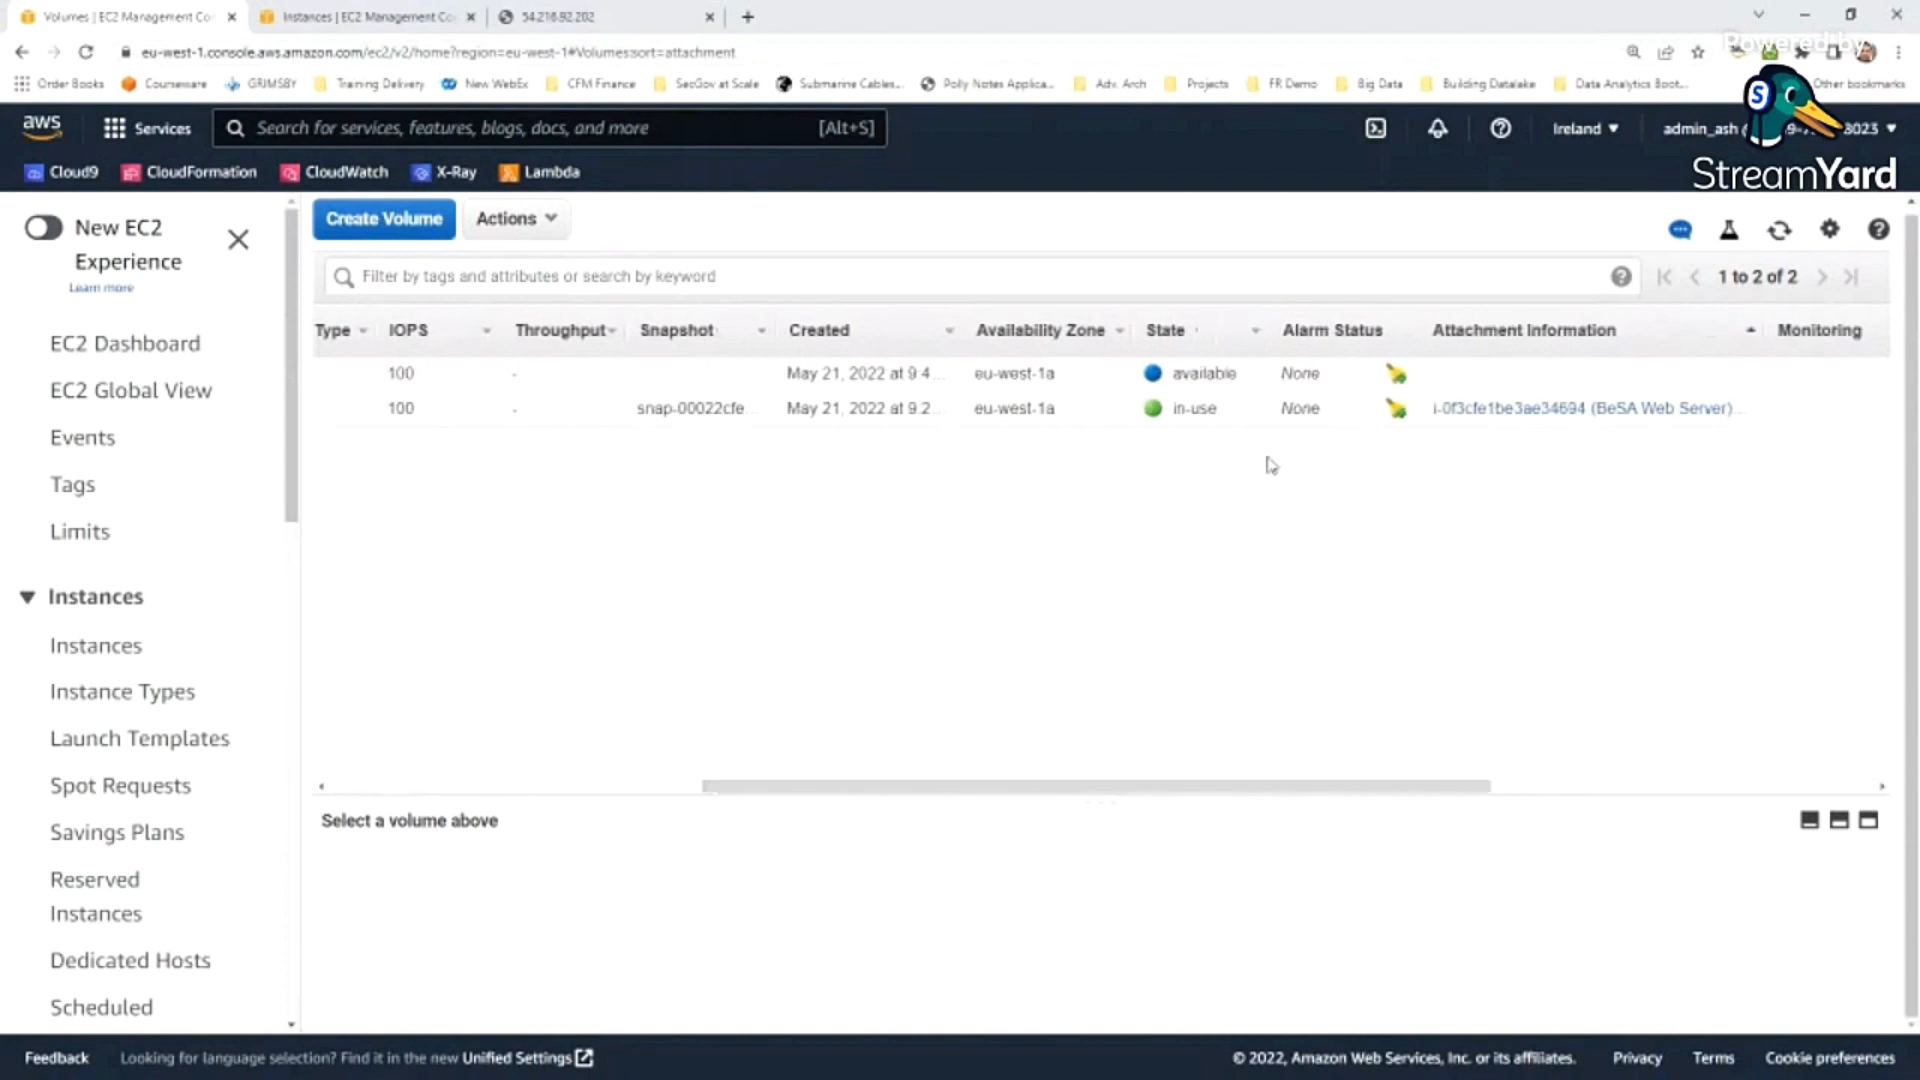 Volumes | EC2 Management Co
Instances | EC2 Management Co
54.216.92.202
eu-west-1.console.aws.amazon.com/ec2/v2/home?region=eu-west-1#Volumes:sort=attachment
Powered by
Order Books
Courseware
GRIMSBY
Training Delivery
New WebEx
CFM Finance
SecGov at Scale
Submarine Cables...
Polly Notes Applica...
Adv. Arch
Projects
FR Demo
Big Data
Building Datalake
Data Analytics Boot...
Other bookmarks
aws
Services
Search for services, features, blogs, docs, and more
[Alt+S]
Ireland
admin_ash
8023
StreamYard
Cloud9
CloudFormation
CloudWatch
X-Ray
Lambda
New EC2
Experience
Learn more
Create Volume
Actions
Filter by tags and attributes or search by keyword
1 to 2 of 2
Type IOPS Throughput Snapshot Created Availability Zone State Alarm Status Attachment Information Monitoring
100 - May 21, 2022 at 9:4... eu-west-1a available None
100 - snap-00022cfe... May 21, 2022 at 9:2... eu-west-1a in-use None i-0f3cfe1be3ae34694 (BeSA Web Server)...
EC2 Dashboard
EC2 Global View
Events
Tags
Limits
Instances
Instances
Instance Types
Launch Templates
Spot Requests
Savings Plans
Reserved
Instances
Dedicated Hosts
Scheduled
Select a volume above
Feedback
Looking for language selection? Find it in the new Unified Settings
© 2022, Amazon Web Services, Inc. or its affiliates.
Privacy
Terms
Cookie preferences